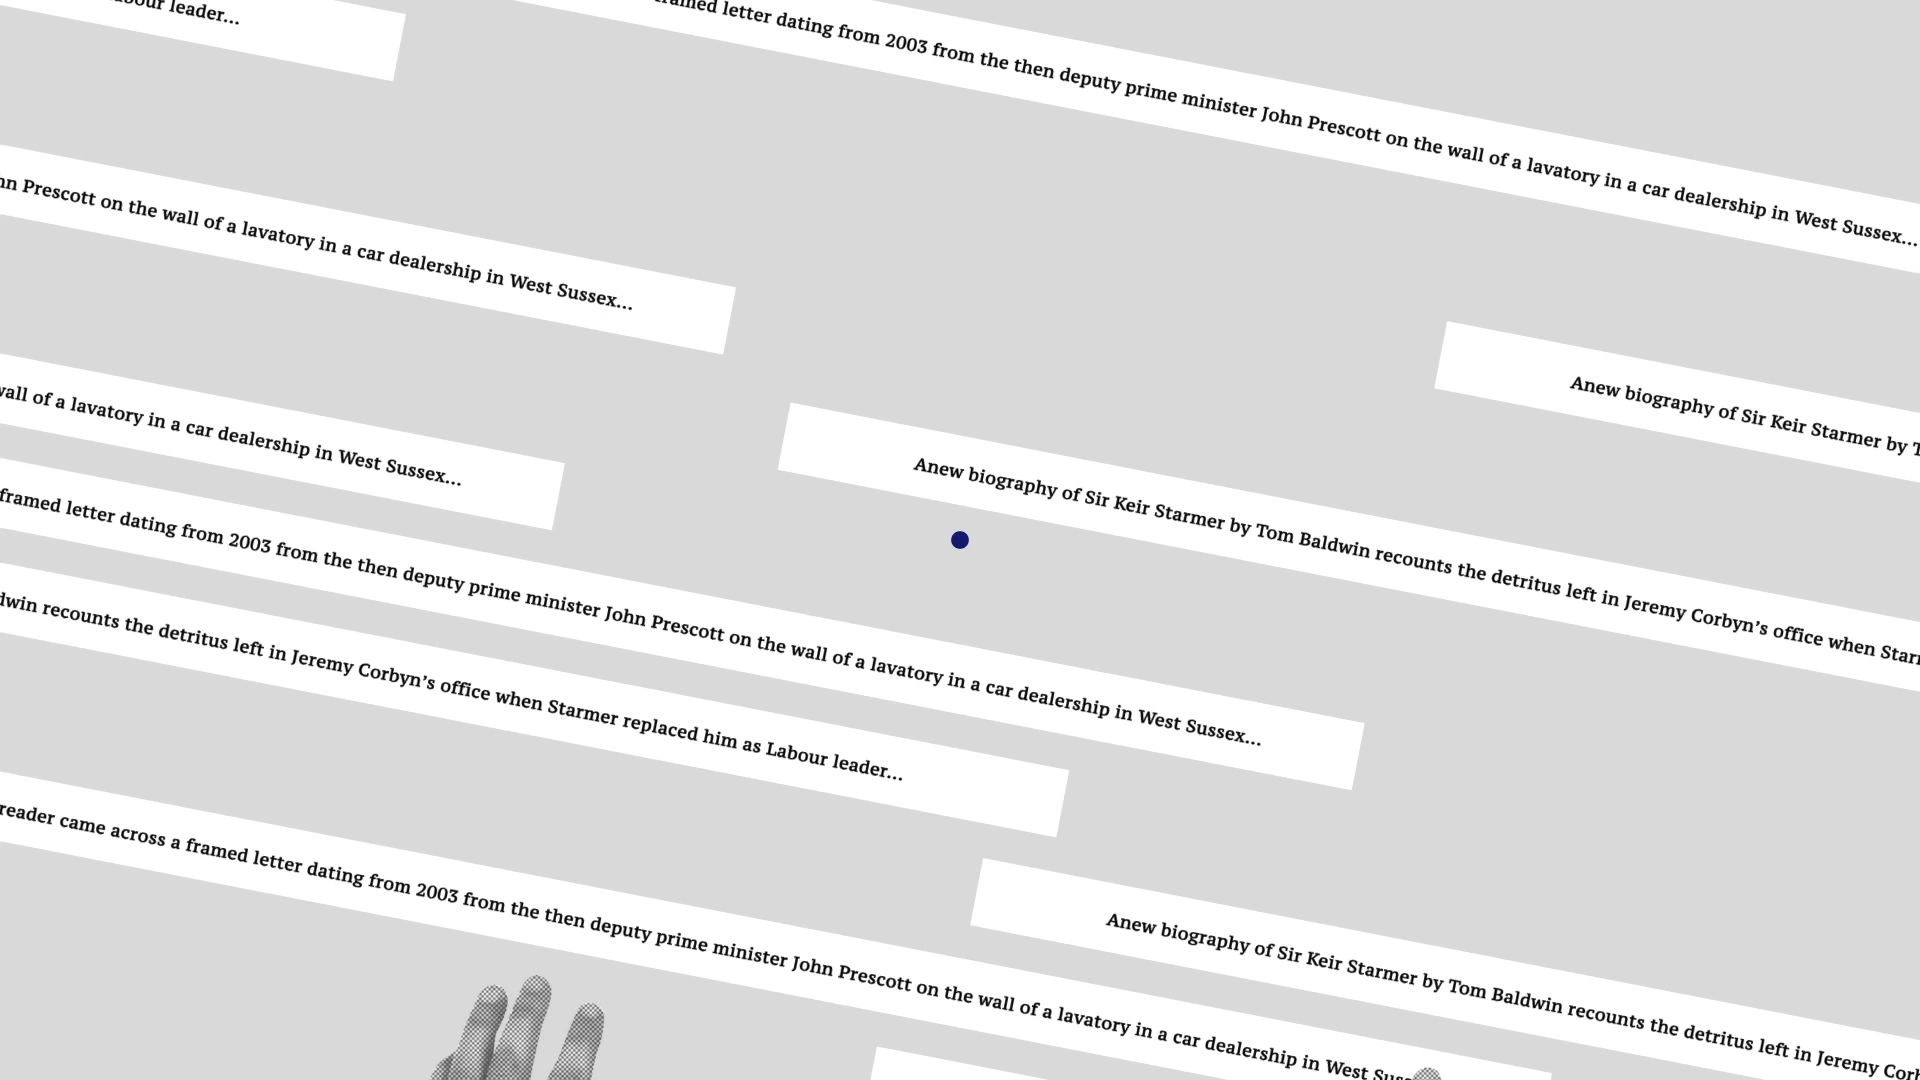 Labour leader...
framed letter dating from 2003 from the then deputy prime minister John Prescott on the wall of a lavatory in a car dealership in West Sussex...
Prescott on the wall of a lavatory in a car dealership in West Sussex...
Anew biography of Sir Keir Starmer by
wall of a lavatory in a car dealership in West Sussex...
Anew biography of Sir Keir Starmer by Tom Baldwin recounts the detritus left in Jeremy Corbyn’s office when
framed letter dating from 2003 from the then deputy prime minister John Prescott on the wall of a lavatory in a car dealership in West Sussex...
recounts the detritus left in Jeremy Corbyn’s office when Starmer replaced him as Labour leader...
reader came across a framed letter dating from 2003 from the then deputy prime minister John Prescott on the wall of a lavatory in a car dealership in West
Anew biography of Sir Keir Starmer by Tom Baldwin recounts the detritus left in Jeremy